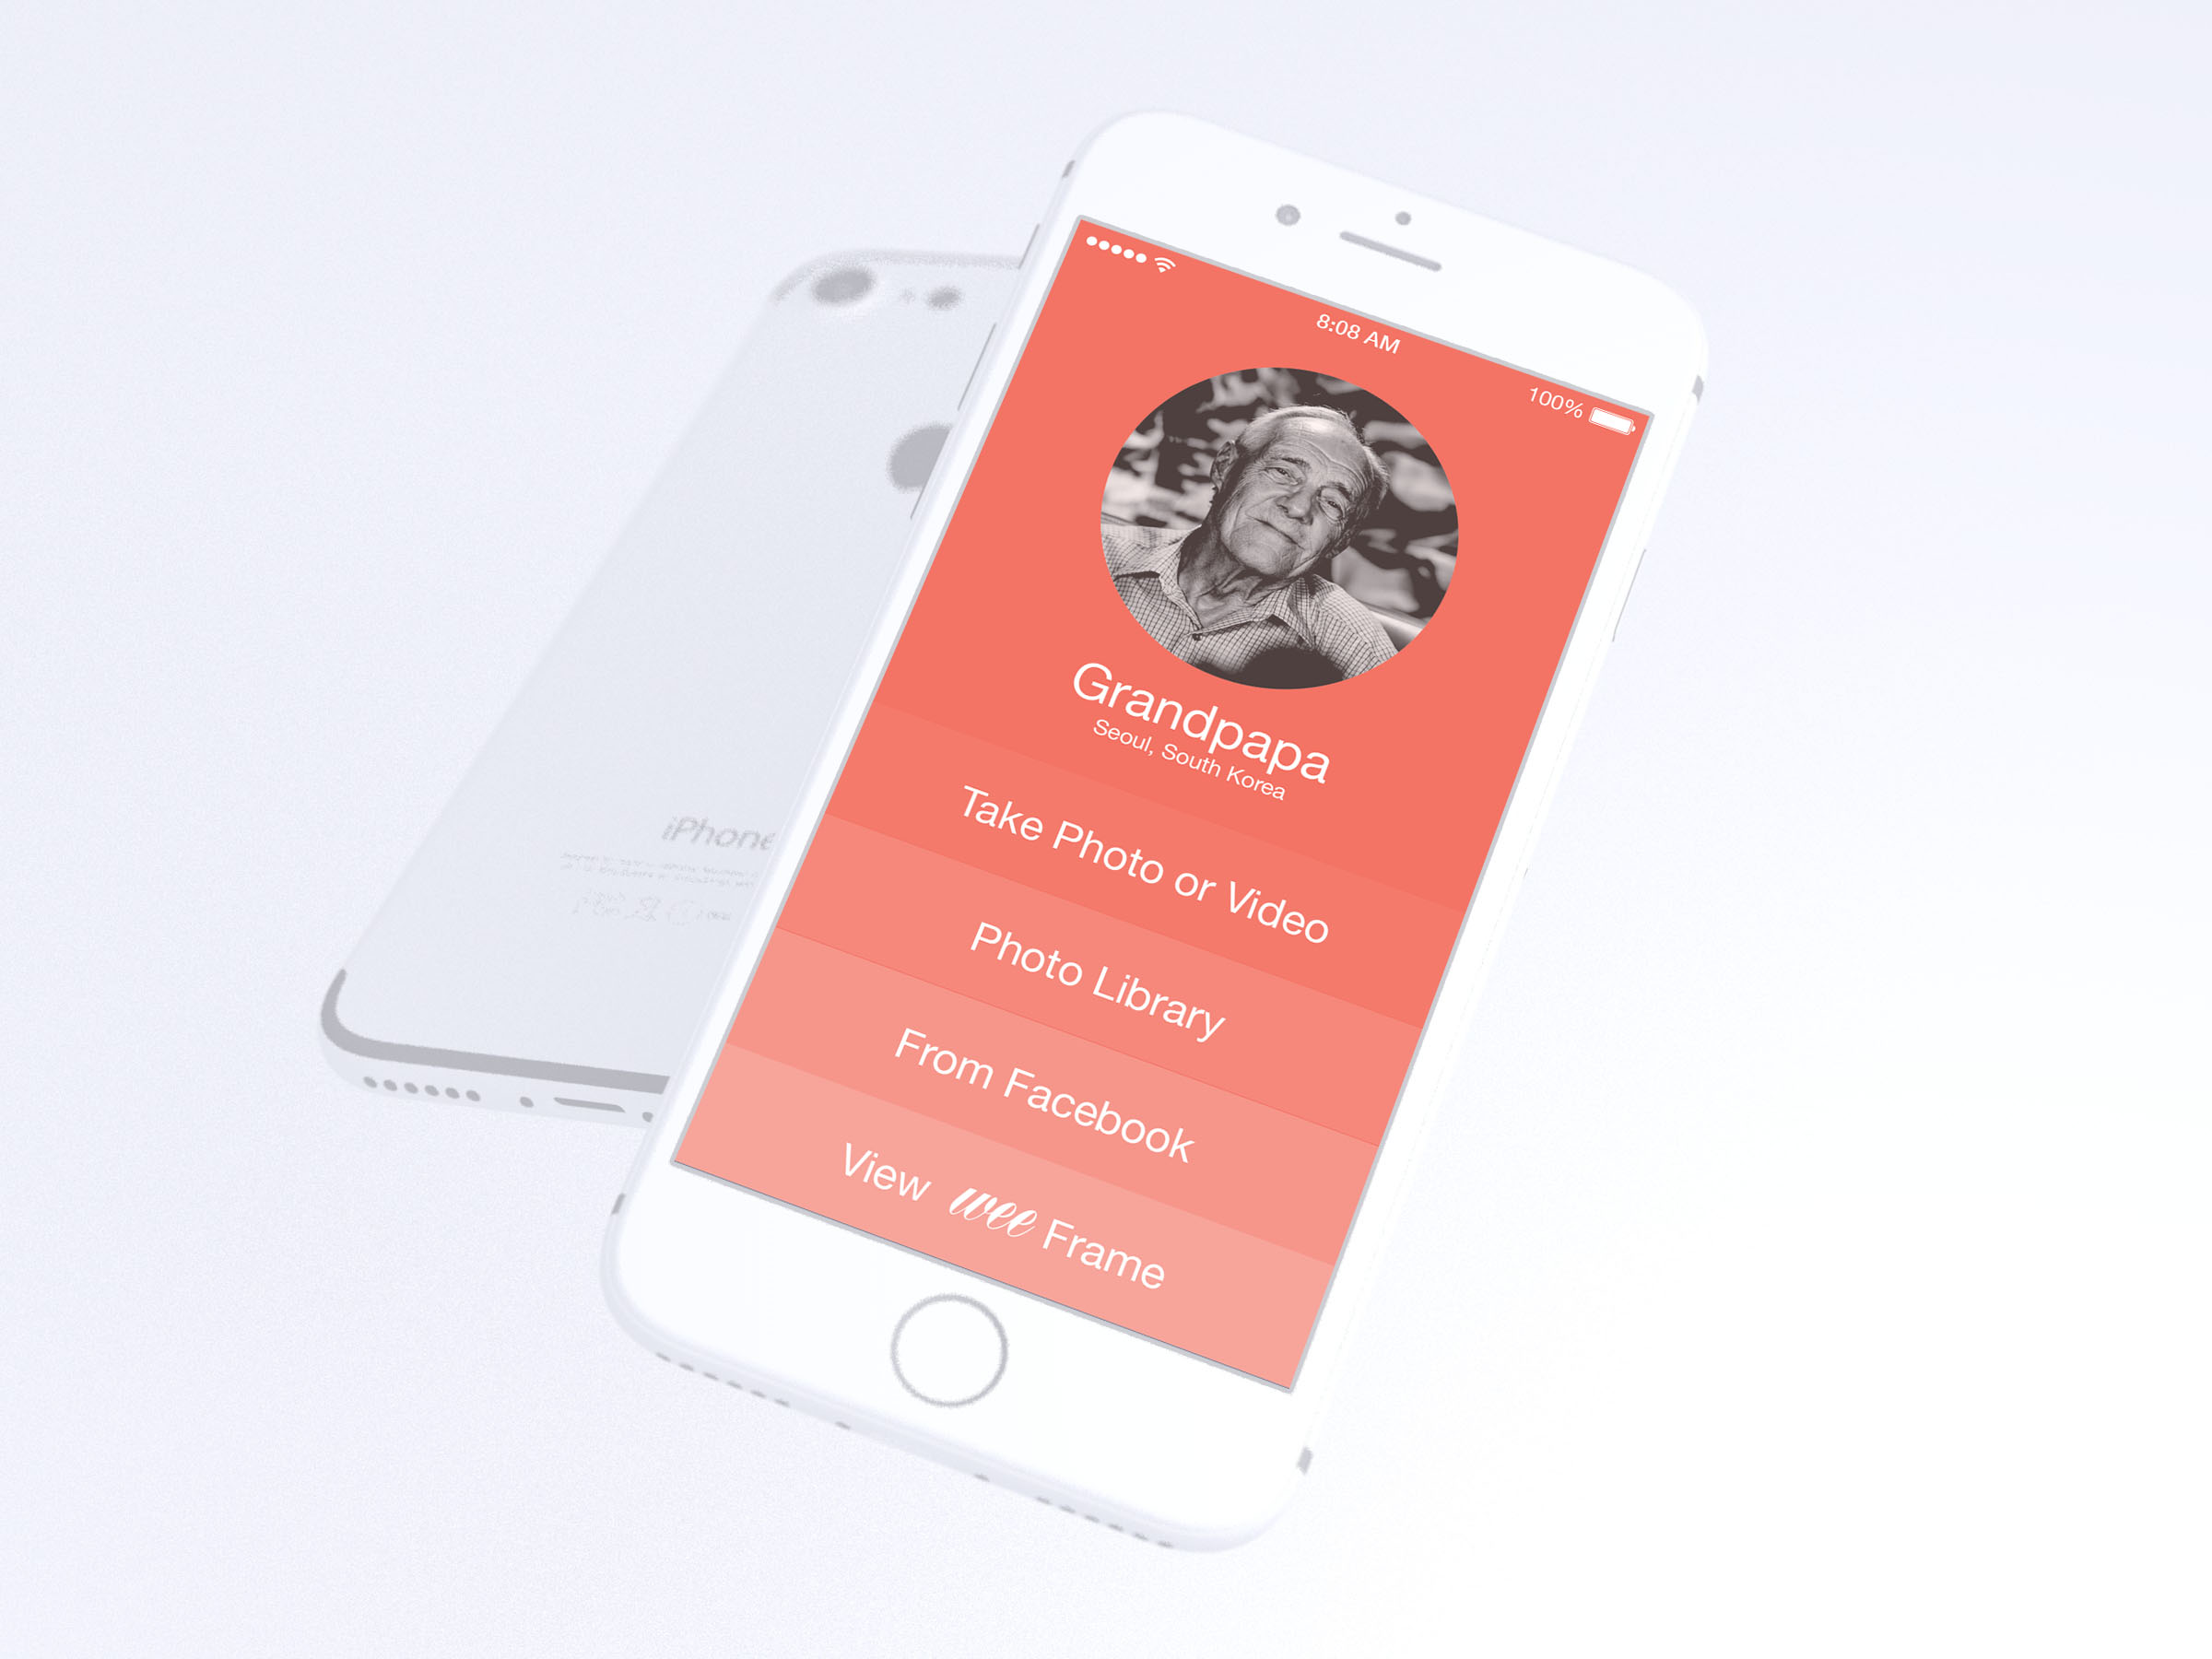 8:08 AM
100%
Grandpapa
Seoul, South Korea
Take Photo or Video
Photo Library
From Facebook
View wee Frame
iPhone